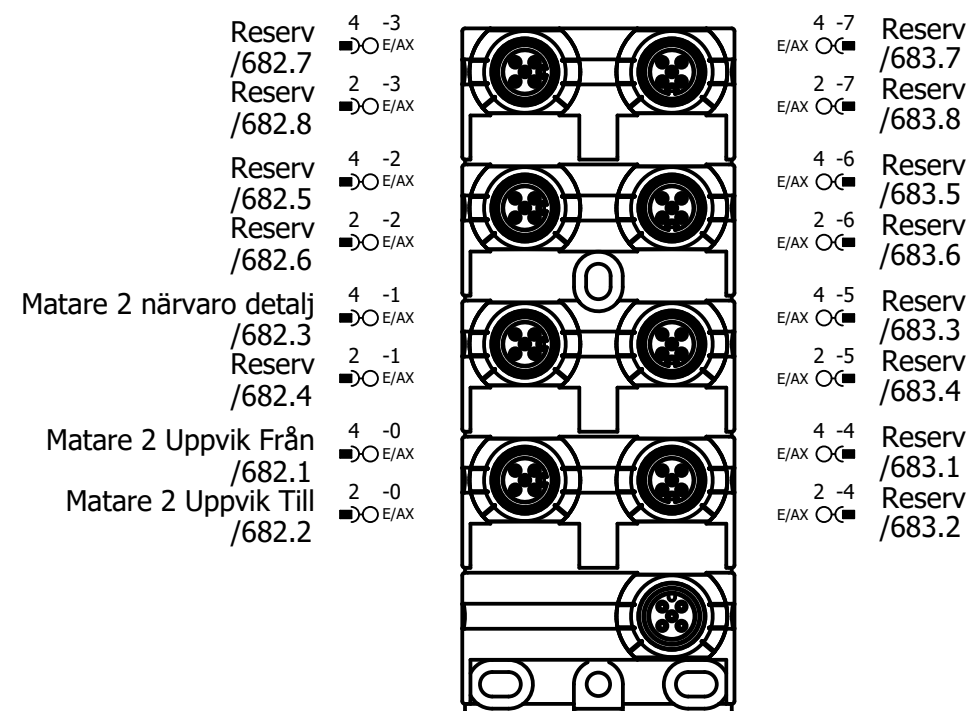 Reserv 4 -3
/682.7 E/AX
Reserv 2 -3
/682.8 E/AX
Reserv 4 -2
/682.5 E/AX
Reserv 2 -2
/682.6 E/AX
Matare 2 närvaro detalj 4 -1
/682.3 E/AX
Reserv 2 -1
/682.4 E/AX
Matare 2 Uppvik Från 4 -0
/682.1 E/AX
Matare 2 Uppvik Till 2 -0
/682.2 E/AX
4 -7 Reserv
E/AX /683.7
2 -7 Reserv
E/AX /683.8
4 -6 Reserv
E/AX /683.5
2 -6 Reserv
E/AX /683.6
4 -5 Reserv
E/AX /683.3
2 -5 Reserv
E/AX /683.4
4 -4 Reserv
E/AX /683.1
2 -4 Reserv
E/AX /683.2